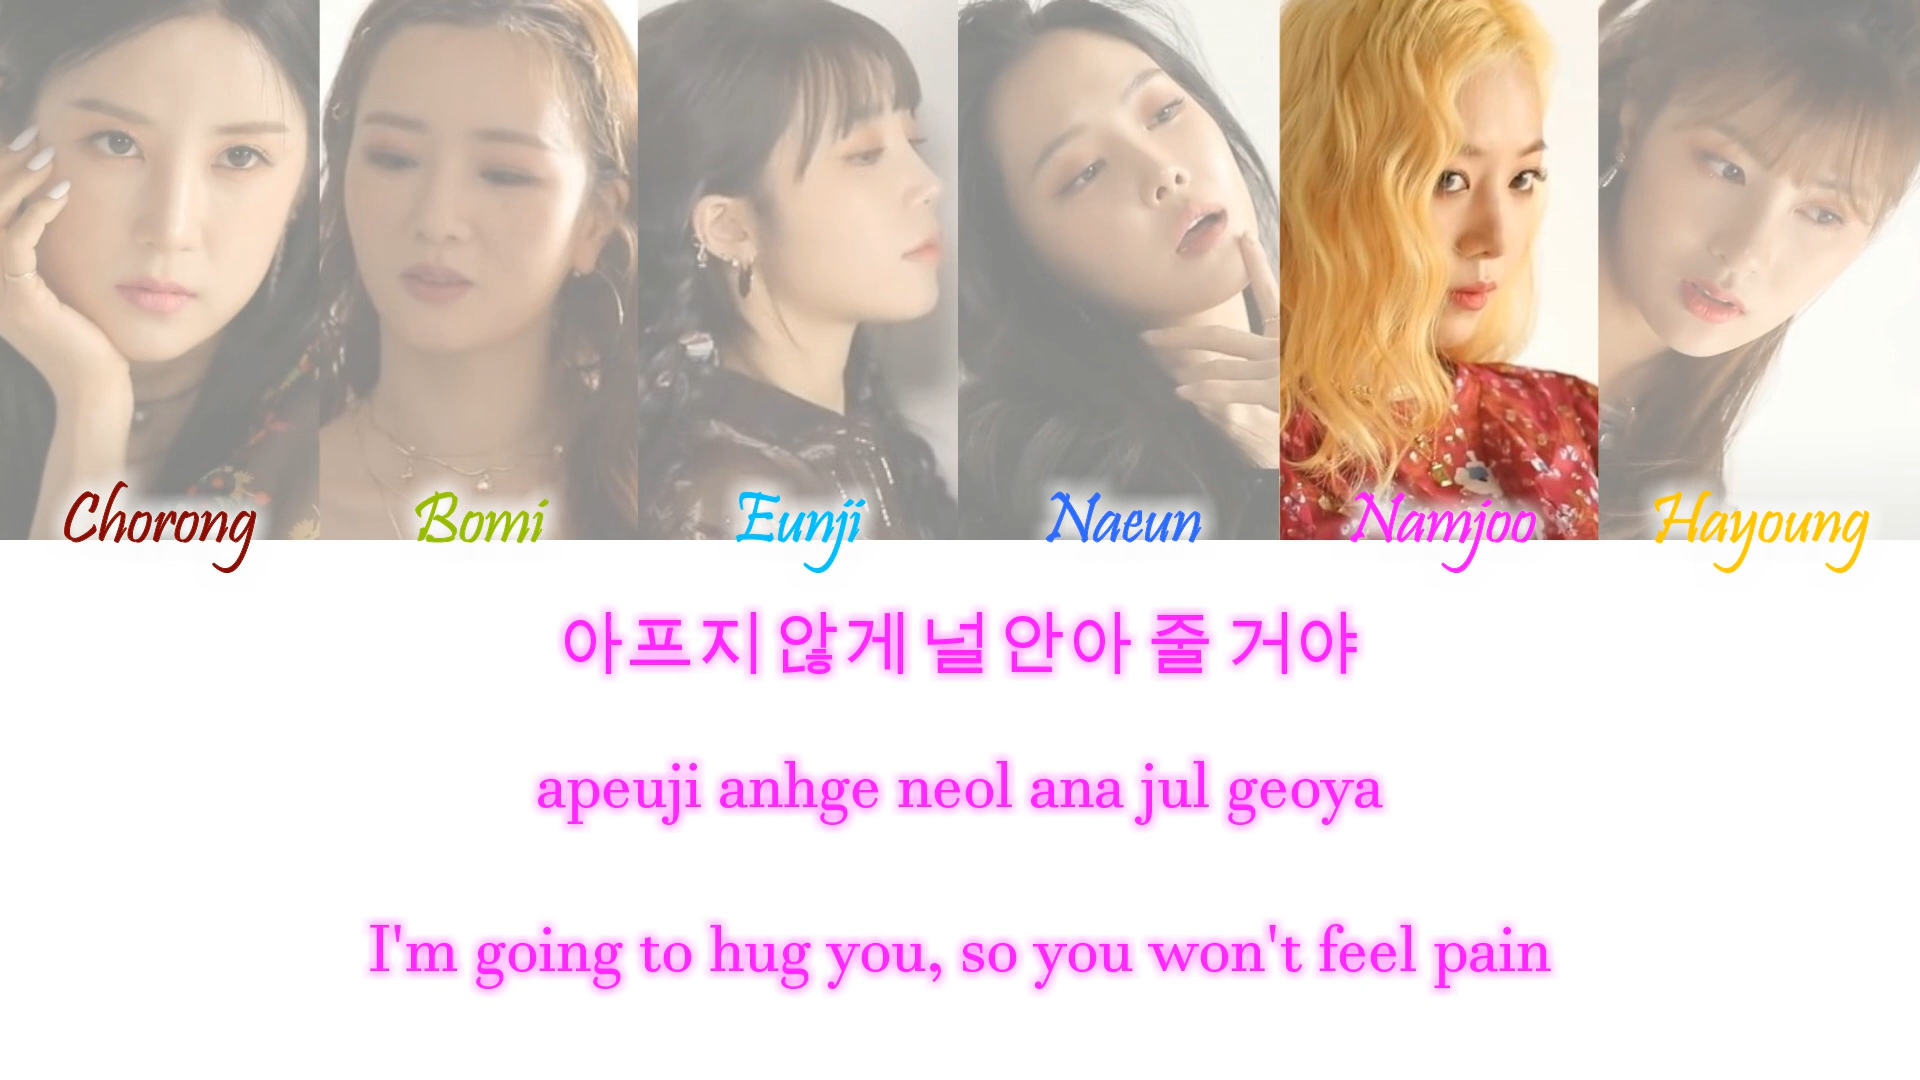 Chorong Bomi Eunji Naeun Namjoo Hayoung
아프지 않게 널 안아 줄 거야
apeuji anhge neol ana jul geoya
I'm going to hug you, so you won't feel pain